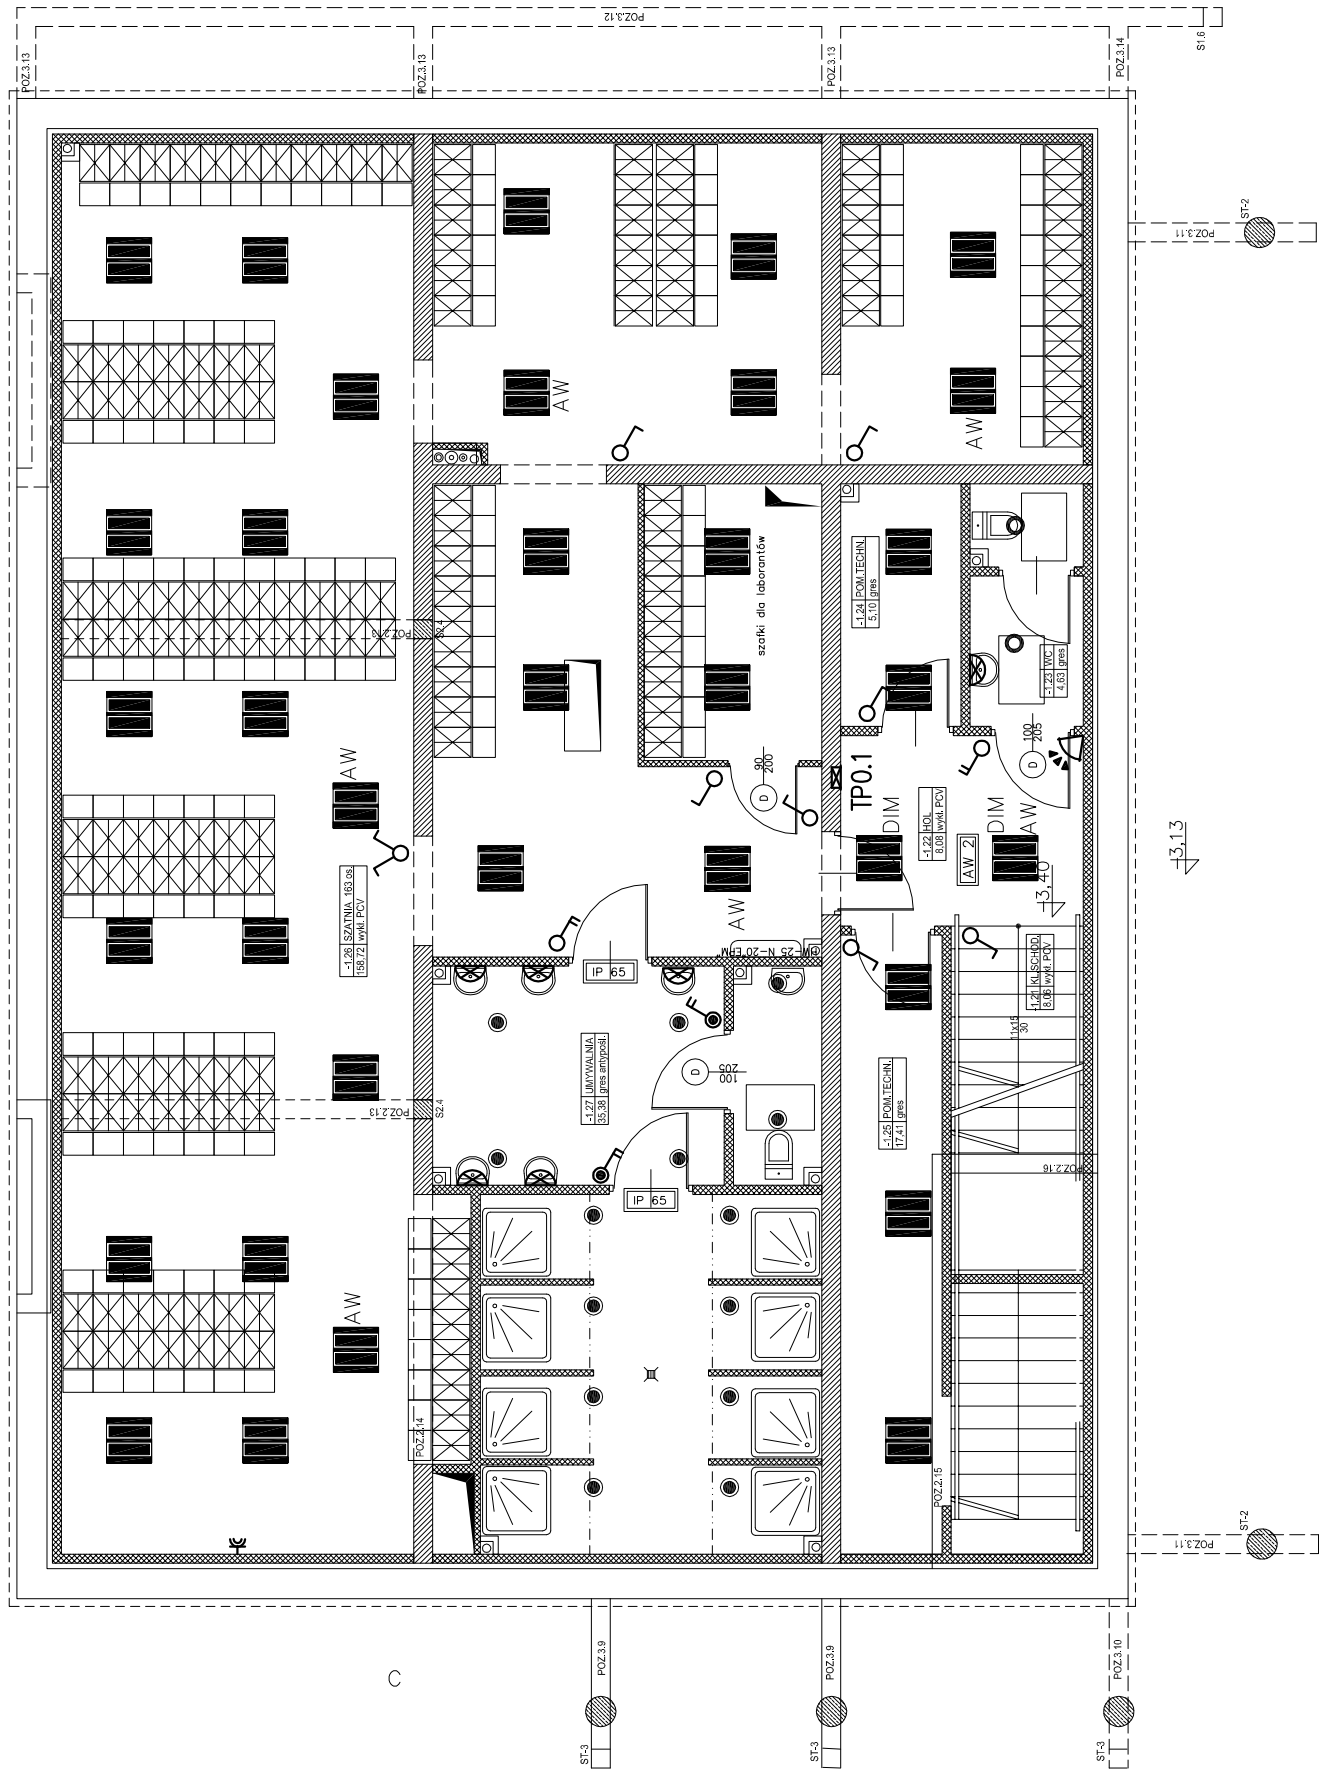 POZ.3.12
S1.6
POZ.3.13
POZ.3.13
POZ.3.13
POZ.3.14
ST-2
POZ.3.11
AW
AW
szafki dla laborantów
-1.24 POM.TECHN.
5,10 gres
POZ.2.13
S2.4
-1.23 WC
4,63 gres
100
205
D
90
200
D
TP0.1
AW
DIM
DIM
AW
-1.22 HOL
8,08 wykł. PCV
AW 2
-3,40
-3,13
-1.26 SZATNIA 163 os.
158,72 wykł. PCV
AW
HW-25 N-20"EPM"
IP 65
-1.21 KL.SCHOD.
8,06 wykł. PCV
11x15
30
D
100
205
-1.27 UMYWALNIA
35,38 gres antypośl.
-1.25 POM.TECHN.
17,41 gres
POZ.2.13
S2.4
POZ.2.16
IP 65
AW
POZ.2.14
POZ.2.15
ST-2
POZ.3.11
C
POZ.3.9
POZ.3.9
POZ.3.10
ST-3
ST-3
ST-3